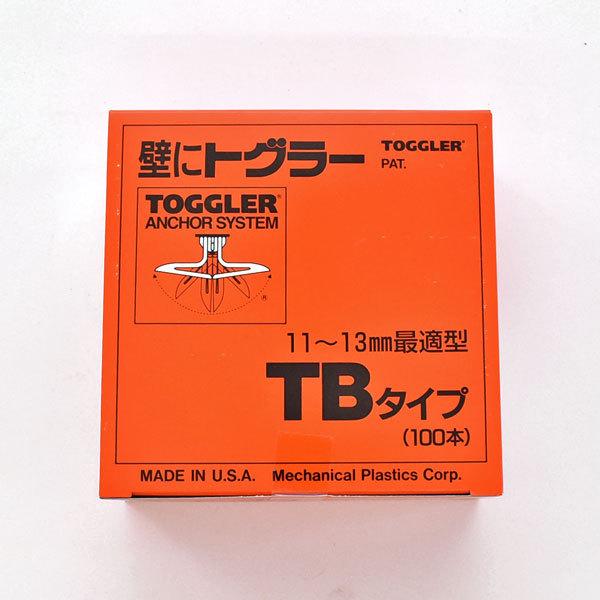 壁にトグラー
TOGGLER®
PAT.
TOGGLER®
ANCHOR SYSTEM
®
11～13mm最適型
TBタイプ
(100本)
MADE IN U.S.A. Mechanical Plastics Corp.